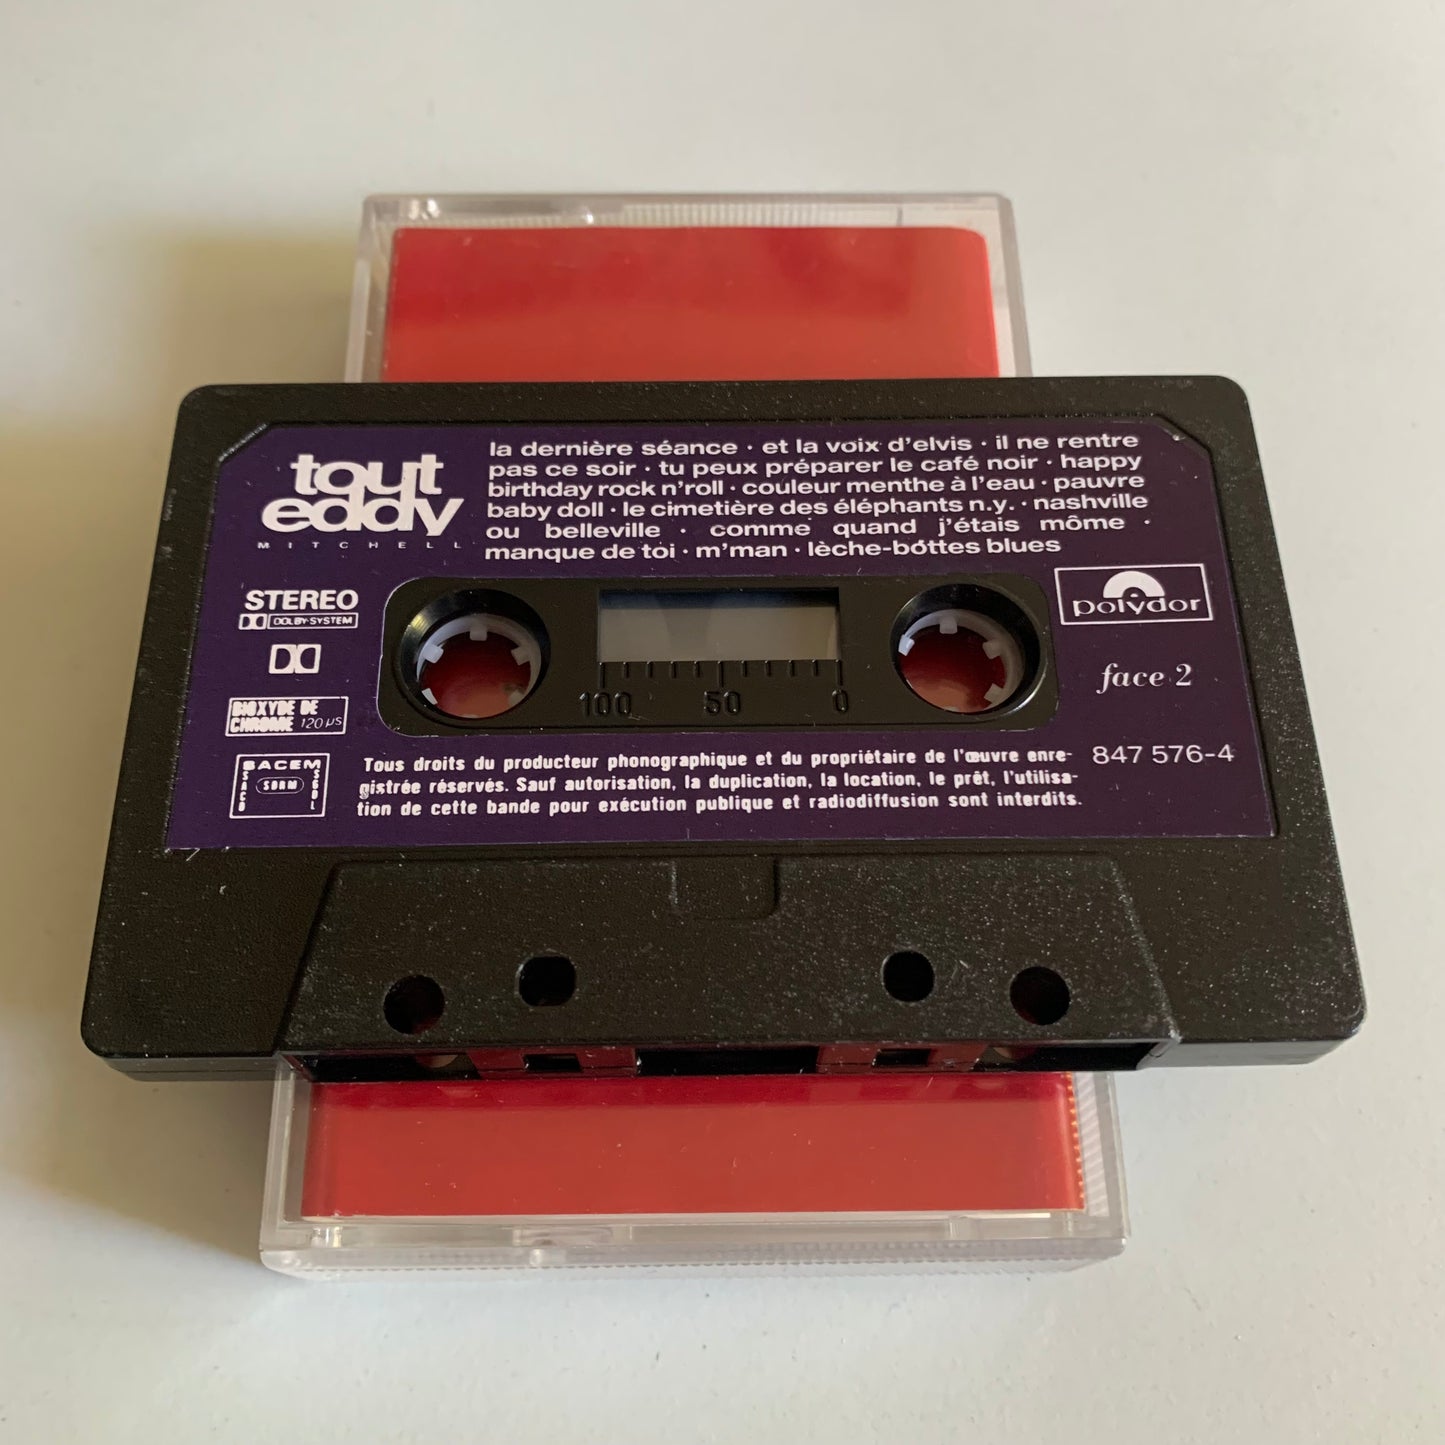 tout
eddy
MITCHELL
la dernière séance · et la voix d'elvis · il ne rentre
pas ce soir · tu peux préparer le café noir · happy
birthday rock n'roll · couleur menthe à l'eau · pauvre
baby doll · le cimetière des éléphants n.y. · nashville
ou belleville · comme quand j'étais môme ·
manque de toi · m'man · lèche-bottes blues
STEREO
DOLBY SYSTEM
polydor
face 2
847 576-4
100 50 0
BIOXYDE DE
CHROME 120 µs
SACEM
SACD
SDRM
SGDL
Tous droits du producteur phonographique et du propriétaire de l'œuvre enre-
gistrée réservés. Sauf autorisation, la duplication, la location, le prêt, l'utilisa-
tion de cette bande pour exécution publique et radiodiffusion sont interdits.